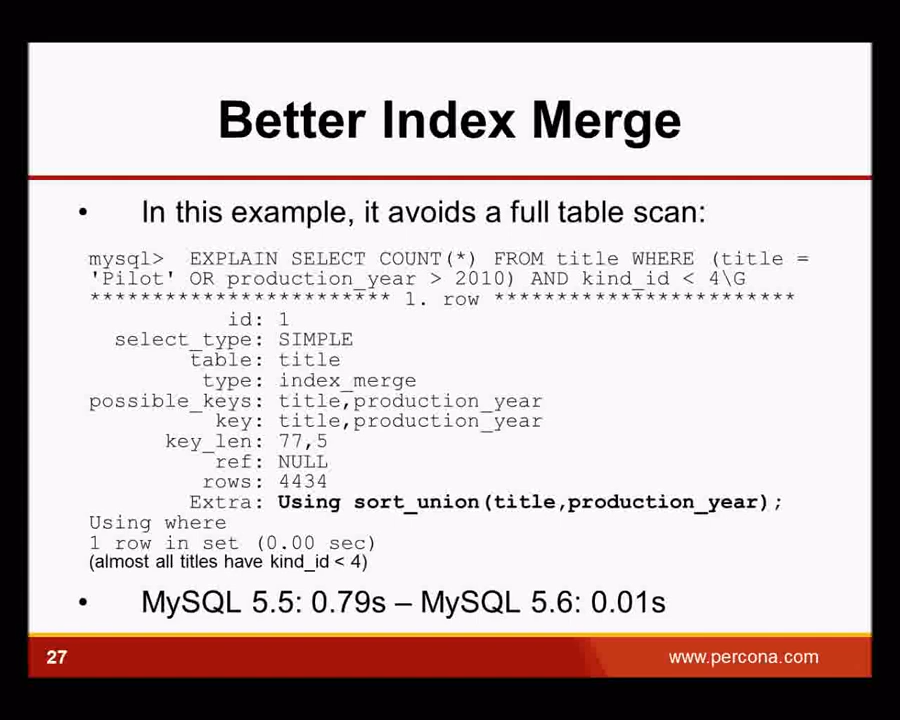 Better Index Merge
• In this example, it avoids a full table scan:
mysql> EXPLAIN SELECT COUNT(*) FROM title WHERE (title =
'Pilot' OR production_year > 2010) AND kind_id < 4\G
************************ 1. row ************************
id: 1
select_type: SIMPLE
table: title
type: index_merge
possible_keys: title,production_year
key: title,production_year
key_len: 77,5
ref: NULL
rows: 4434
Extra: Using sort_union(title,production_year);
Using where
1 row in set (0.00 sec)
(almost all titles have kind_id < 4)
• MySQL 5.5: 0.79s – MySQL 5.6: 0.01s
27
www.percona.com